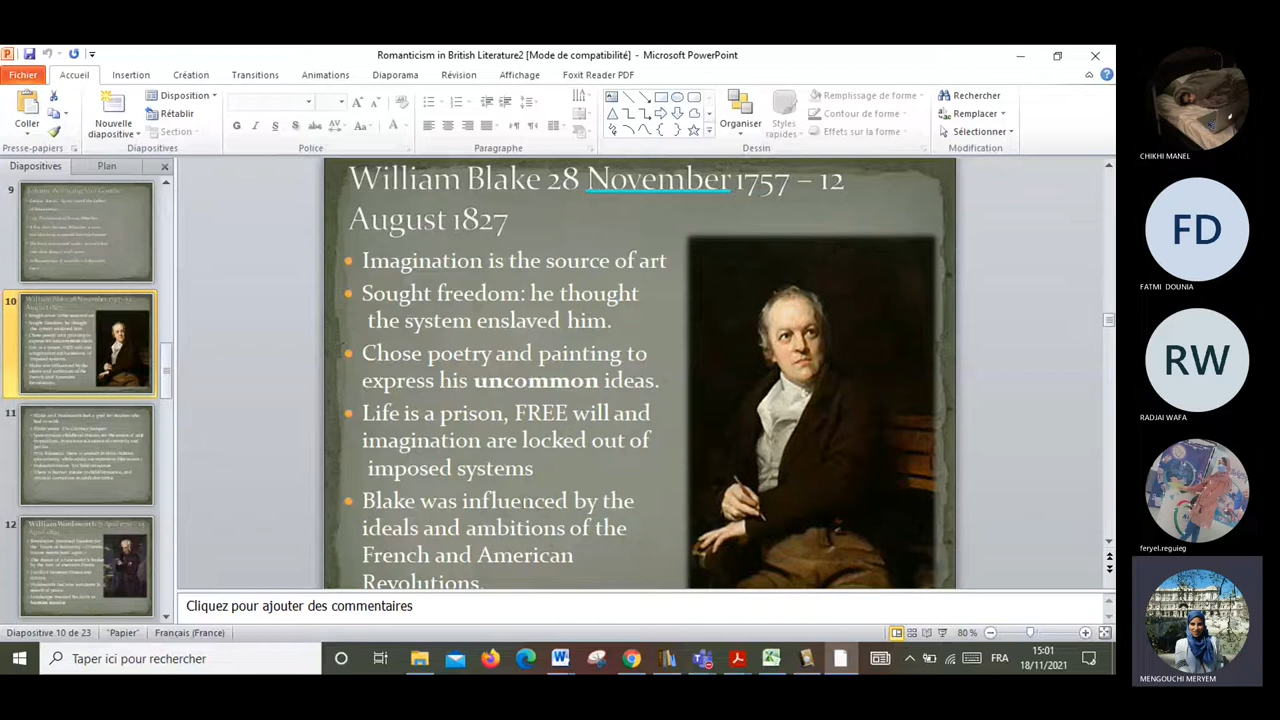 Romanticism in British Literature2 [Mode de compatibilité] - Microsoft PowerPoint
Fichier Accueil Insertion Création Transitions Animations Diaporama Révision Affichage Foxit Reader PDF
Coller
Presse-papiers
Nouvelle
diapositive
Disposition
Rétablir
Section
Diapositives
G I S S abc AV Aa A
Police
Paragraphe
Organiser
Styles
rapides
Remplissage de forme
Contour de forme
Effets sur la forme
Dessin
Rechercher
Remplacer
Sélectionner
Modification
Diapositives Plan
9
10
11
12
William Blake 28 November 1757 – 12
August 1827
Imagination is the source of art
Sought freedom: he thought
the system enslaved him.
Chose poetry and painting to
express his uncommon ideas.
Life is a prison, FREE will and
imagination are locked out of
imposed systems
Blake was influenced by the
ideals and ambitions of the
French and American
Revolutions.
Cliquez pour ajouter des commentaires
Diapositive 10 de 23 "Papier" Français (France) 80 %
Taper ici pour rechercher
FRA
15:01
18/11/2021
CHIKHI MANEL
FD
FATMI DOUNIA
RW
RADJAI WAFA
feryel.reguieg
MENGOUCHI MERYEM